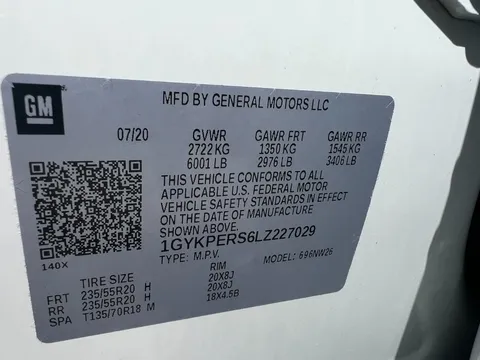 GM
MFD BY GENERAL MOTORS LLC
07/20 GVWR GAWR FRT GAWR RR
2722 KG 1350 KG 1545 KG
6001 LB 2976 LB 3406 LB
THIS VEHICLE CONFORMS TO ALL
APPLICABLE U.S. FEDERAL MOTOR
VEHICLE SAFETY STANDARDS IN EFFECT
ON THE DATE OF MANUFACTURE
1GYKPERS6LZ227029
140X TYPE: M.P.V. MODEL: 696NW26
TIRE SIZE RIM
FRT 235/55R20 H 20X8J
RR 235/55R20 H 20X8J
SPA T135/70R18 M 18X4.5B